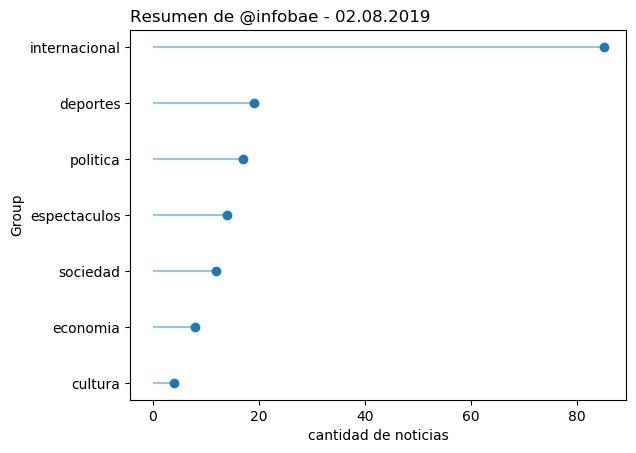 Resumen de @infobae - 02.08.2019
internacional
deportes
politica
espectaculos
sociedad
economia
cultura
Group
0 20 40 60 80
cantidad de noticias